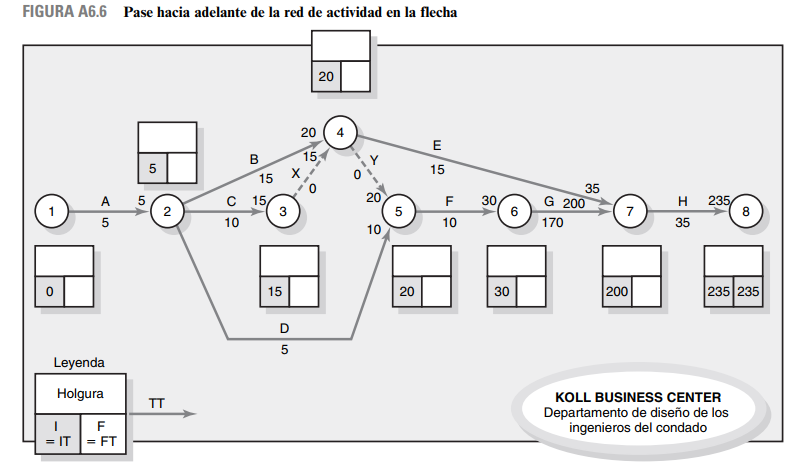 FIGURA A6.6 Pase hacia adelante de la red de actividad en la flecha
20
5
20 4
E
15
B
15
15
X
0
Y
0
1
A
5
5
2
C
10
15
3
20
10
5
F
10
30
6
G 200
170
35
7
H
35
235
8
0
15
20
30
200
235 235
D
5
Leyenda
Holgura
I
= IT
F
= FT
TT
KOLL BUSINESS CENTER
Departamento de diseño de los
ingenieros del condado